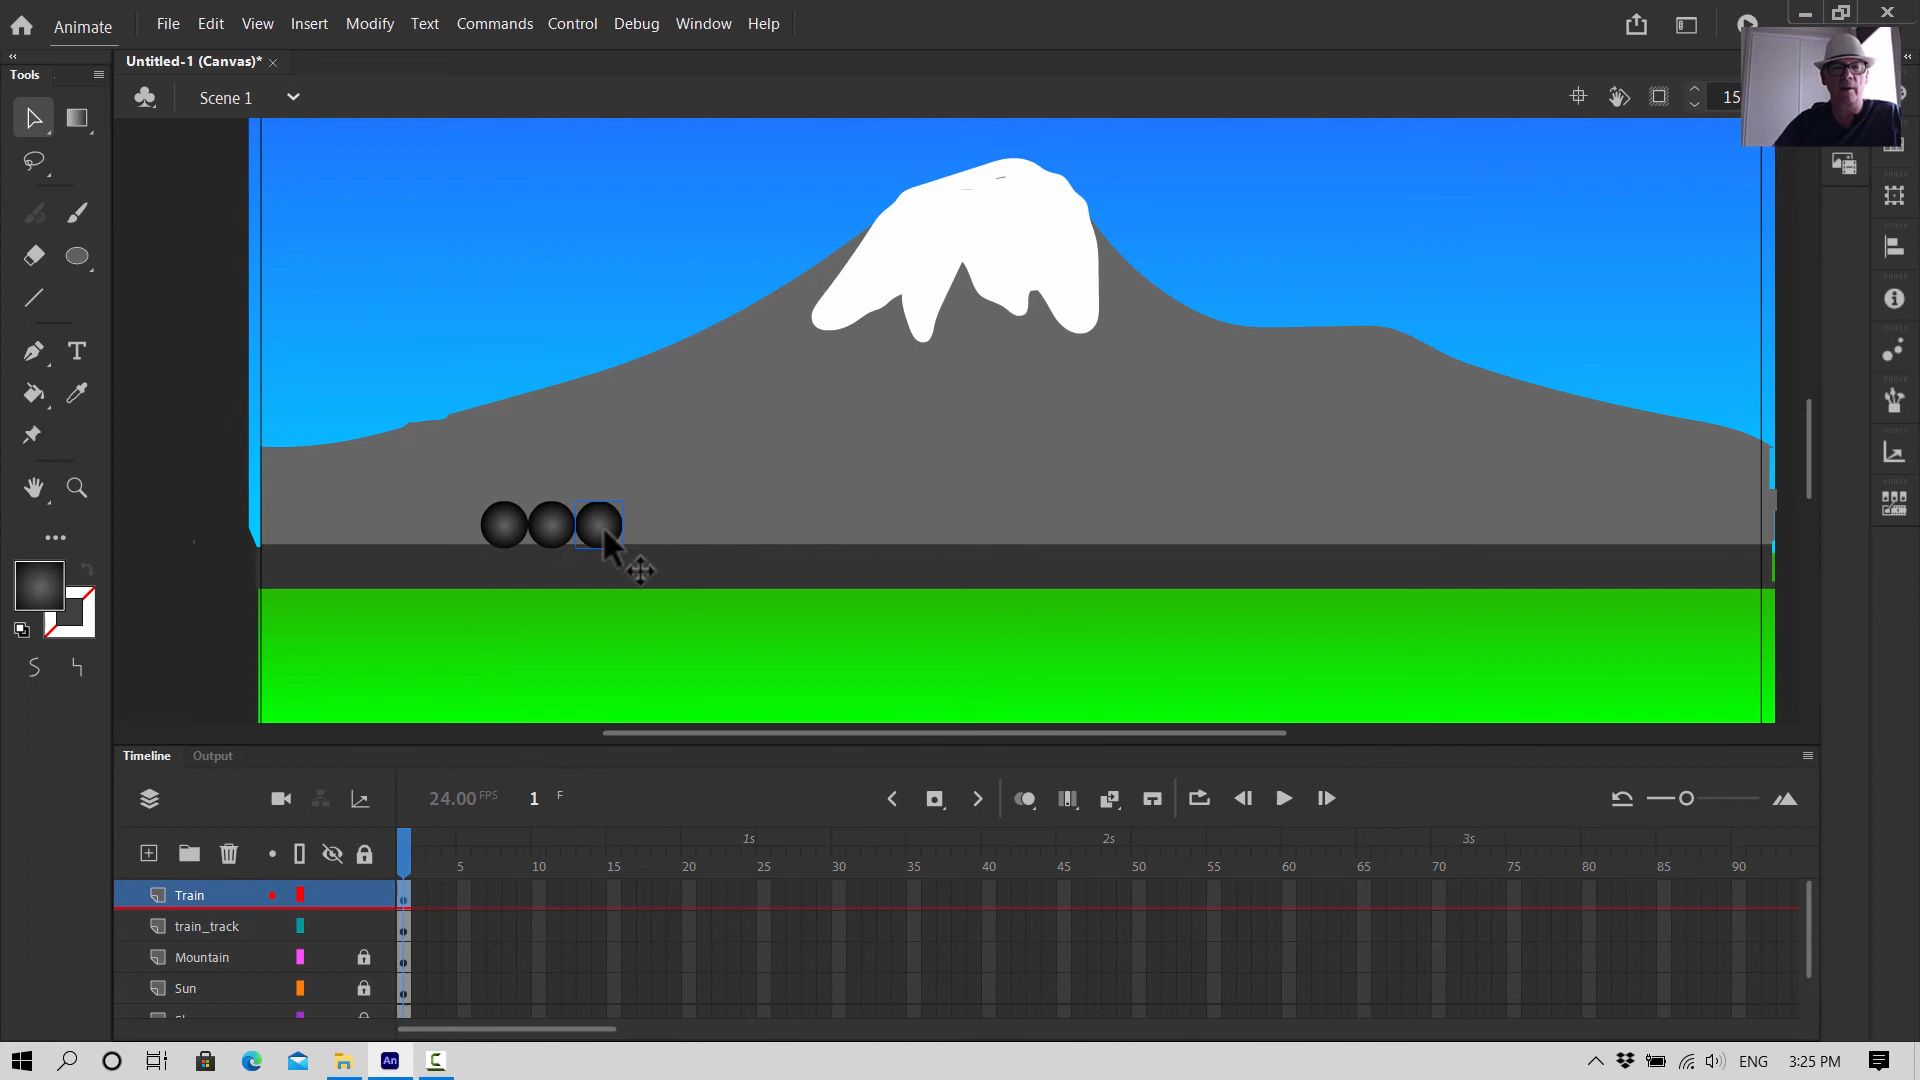 Animate File Edit View Insert Modify Text Commands Control Debug Window Help
Tools
Untitled-1 (Canvas)*
Scene 1
15
Timeline Output
24.00 FPS 1 F
1s 2s 3s
5 10 15 20 25 30 35 40 45 50 55 60 65 70 75 80 85 90
Train
train_track
Mountain
Sun
An
ENG 3:25 PM